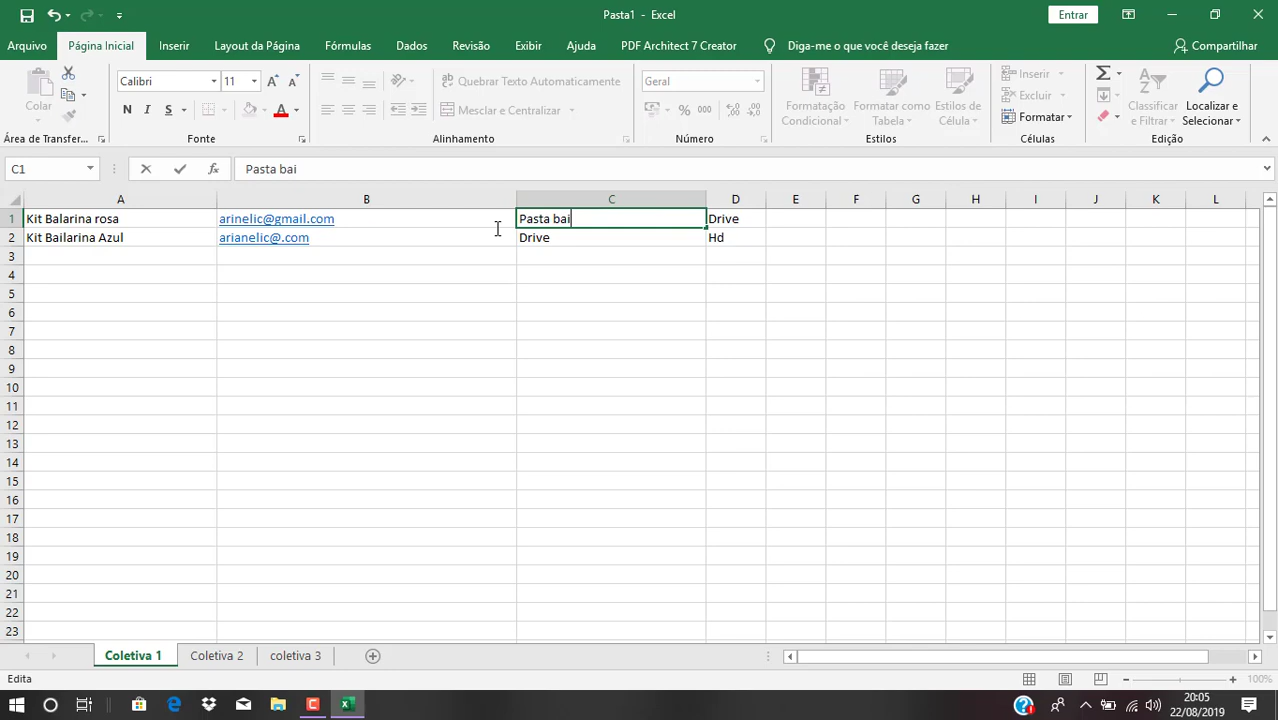 Pasta1 - Excel
Entrar
Arquivo
Página Inicial
Inserir
Layout da Página
Fórmulas
Dados
Revisão
Exibir
Ajuda
PDF Architect 7 Creator
Diga-me o que você deseja fazer
Compartilhar
Colar
Calibri
11
N I S
Quebrar Texto Automaticamente
Mesclar e Centralizar
Geral
% 000
Formatação Condicional
Formatar como Tabela
Estilos de Célula
Inserir
Excluir
Formatar
Classificar e Filtrar
Localizar e Selecionar
Área de Transfer...
Fonte
Alinhamento
Número
Estilos
Células
Edição
C1
fx
Pasta bai
A B C D E F G H I J K L
1 Kit Balarina rosa arinelic@gmail.com Pasta bai Drive
2 Kit Bailarina Azul arianelic@.com Drive Hd
3
4
5
6
7
8
9
10
11
12
13
14
15
16
17
18
19
20
21
22
23
Coletiva 1
Coletiva 2
coletiva 3
Edita
100%
20:05
22/08/2019